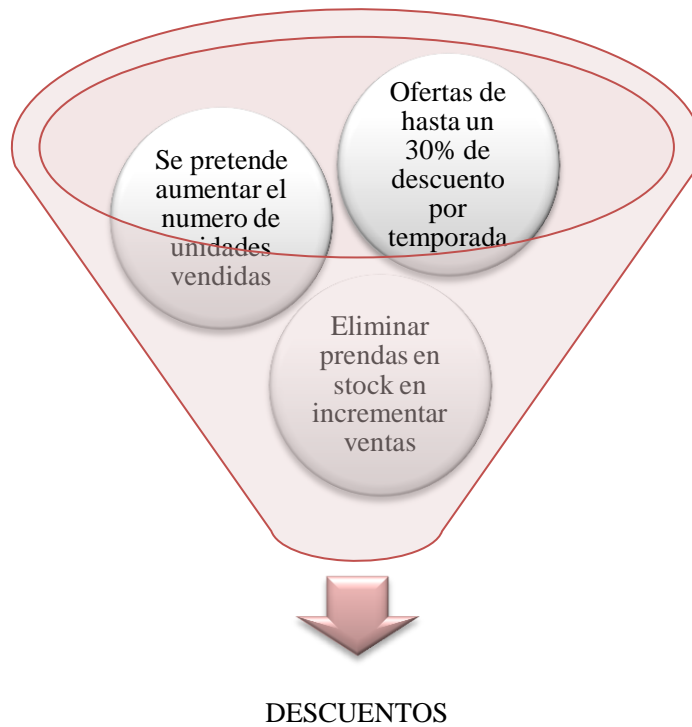 Ofertas de
hasta un
30% de
descuento
por
temporada
Se pretende
aumentar el
numero de
unidades
vendidas
Eliminar
prendas en
stock en
incrementar
ventas
DESCUENTOS